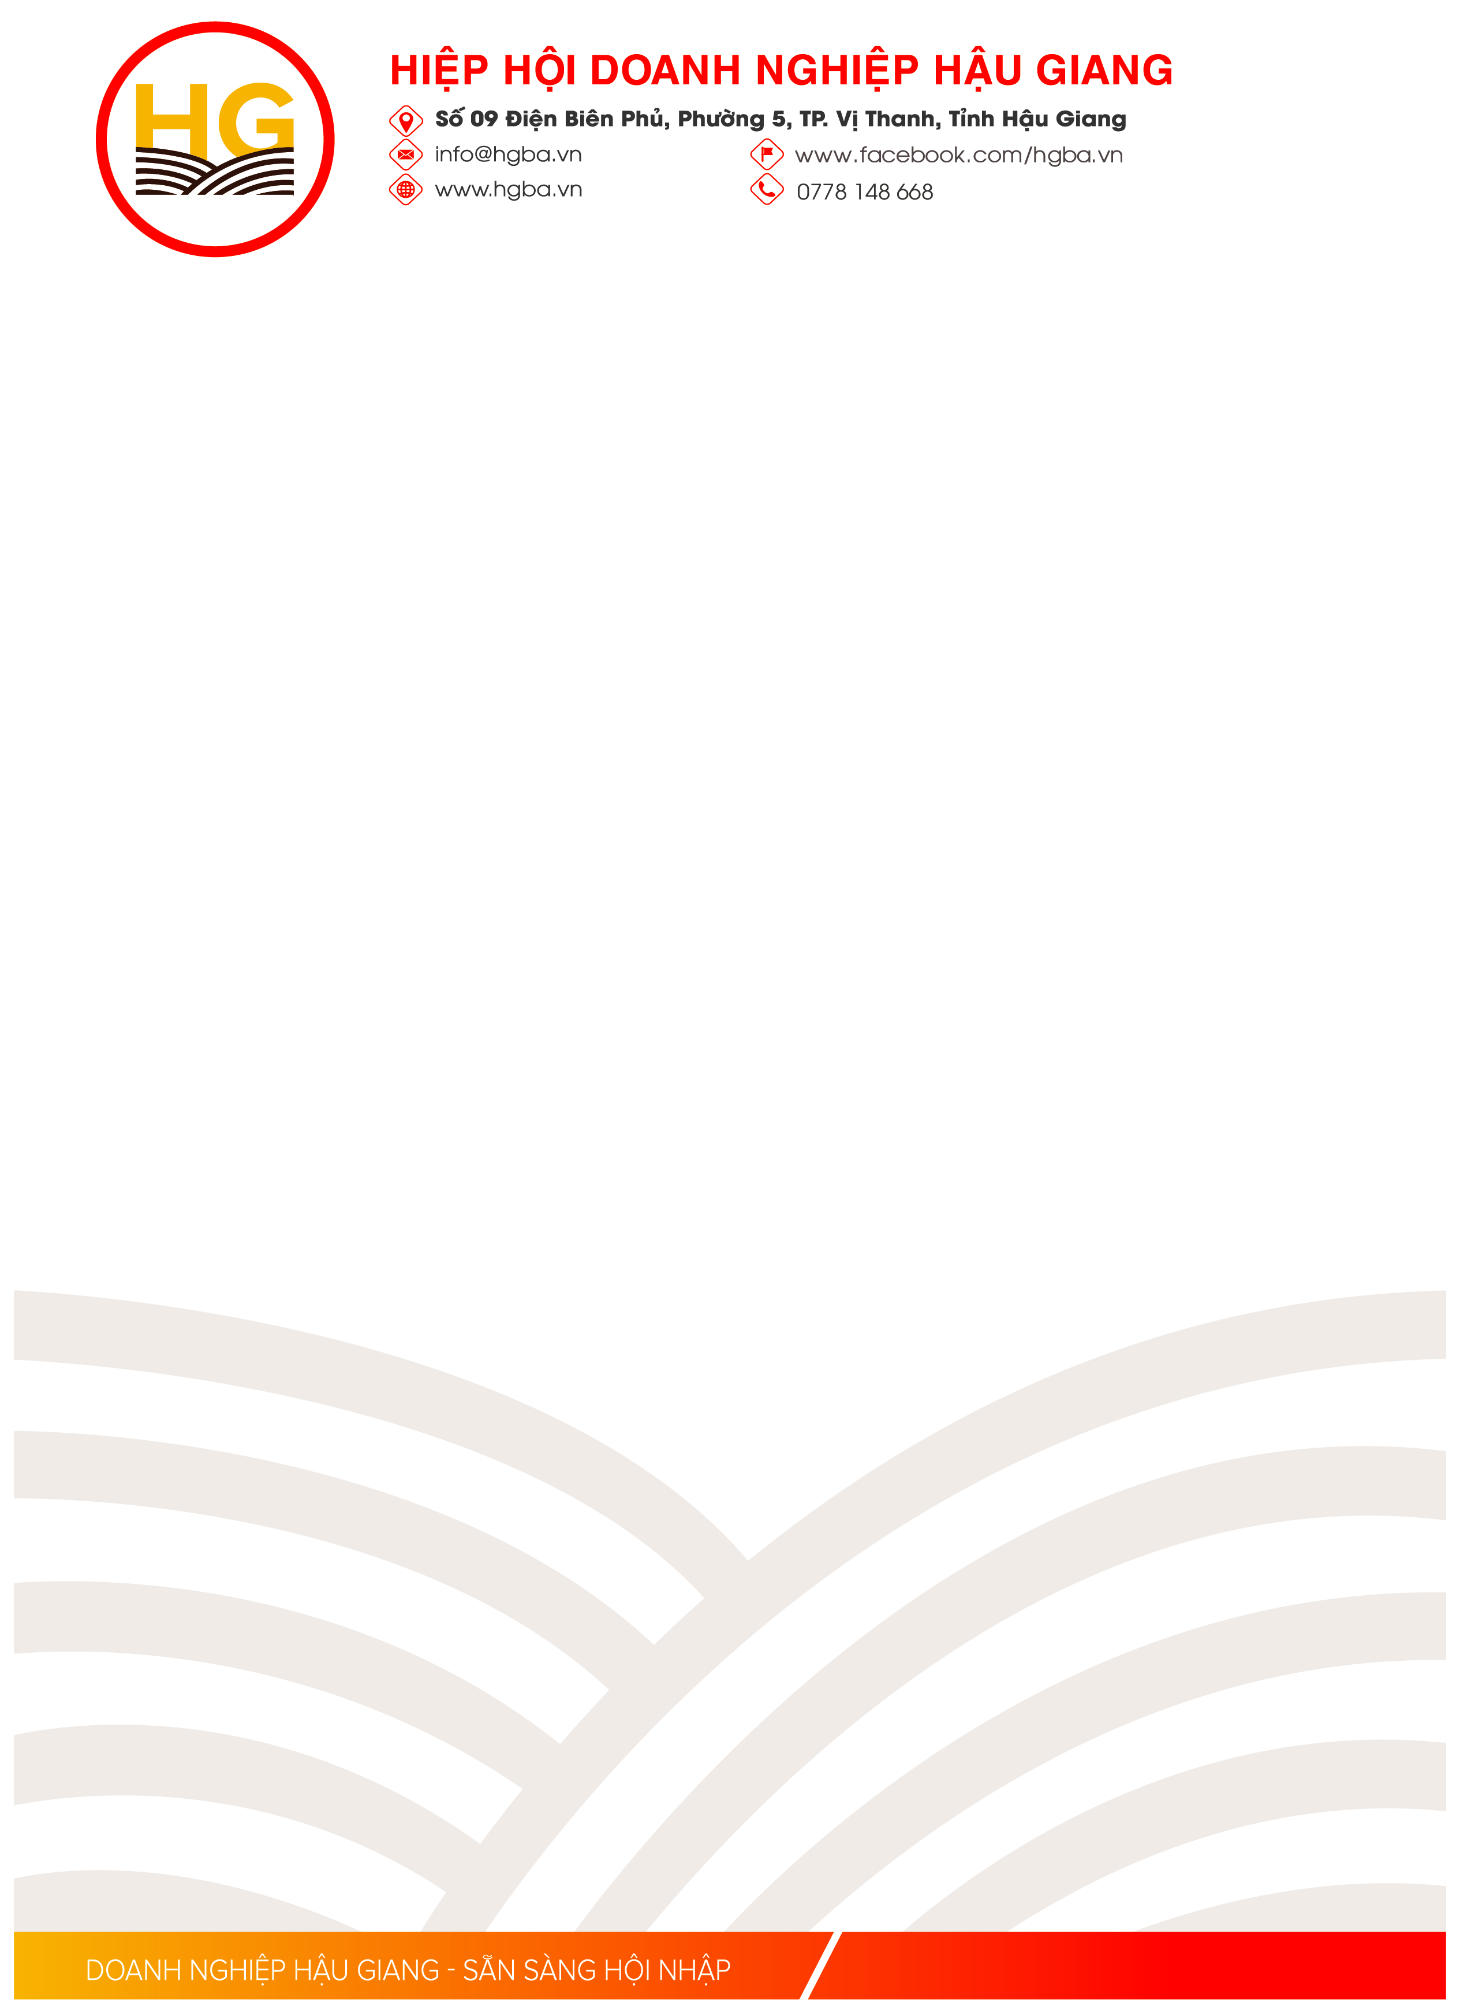 HG
HIỆP HỘI DOANH NGHIỆP HẬU GIANG
Số 09 Điện Biên Phủ, Phường 5, TP. Vị Thanh, Tỉnh Hậu Giang
info@hgba.vn
www.facebook.com/hgba.vn
www.hgba.vn
0778 148 668
DOANH NGHIỆP HẬU GIANG - SẴN SÀNG HỘI NHẬP